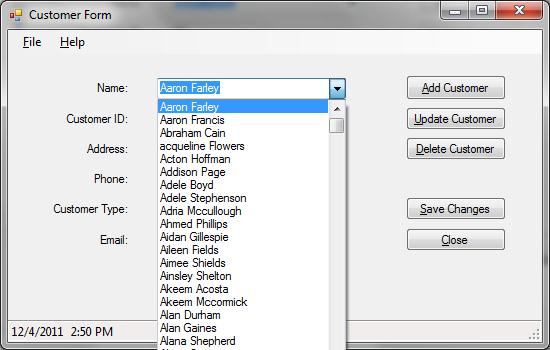 Customer Form
File Help
Name: Aaron Farley Add Customer
Aaron Farley
Customer ID: Aaron Francis Update Customer
Abraham Cain
Address: acqueline Flowers Delete Customer
Acton Hoffman
Addison Page
Phone: Adele Boyd
Adele Stephenson
Customer Type: Adria Mccullough Save Changes
Ahmed Phillips
Email: Aidan Gillespie Close
Aileen Fields
Aimee Shields
Ainsley Shelton
Akeem Acosta
Akeem Mccormick
Alan Durham
Alan Gaines
12/4/2011 2:50 PM Alana Shepherd